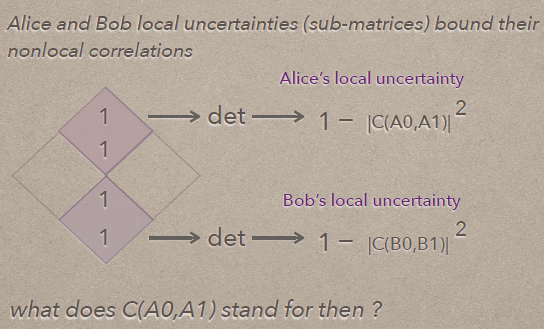 Alice and Bob local uncertainties (sub-matrices) bound their
nonlocal correlations
Alice's local uncertainty
1 → det → 1 − |C(A0,A1)|²
1
Bob's local uncertainty
1
1 → det → 1 − |C(B0,B1)|²
what does C(A0,A1) stand for then ?